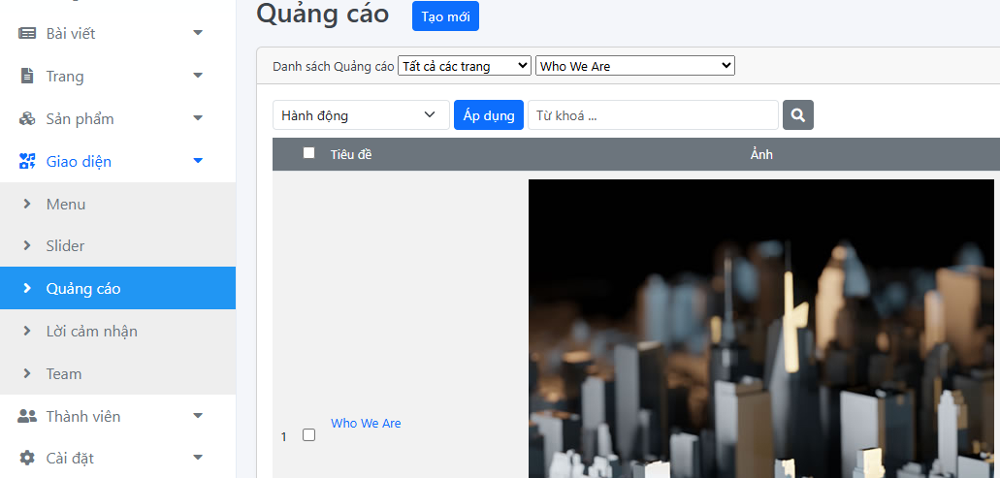 Quảng cáo
Tạo mới
Bài viết
Trang
Sản phẩm
Giao diện
Menu
Slider
Quảng cáo
Lời cảm nhận
Team
Thành viên
Cài đặt
Danh sách Quảng cáo Tất cả các trang Who We Are
Hành động Áp dụng Từ khoá ...
Tiêu đề Ảnh
1 Who We Are